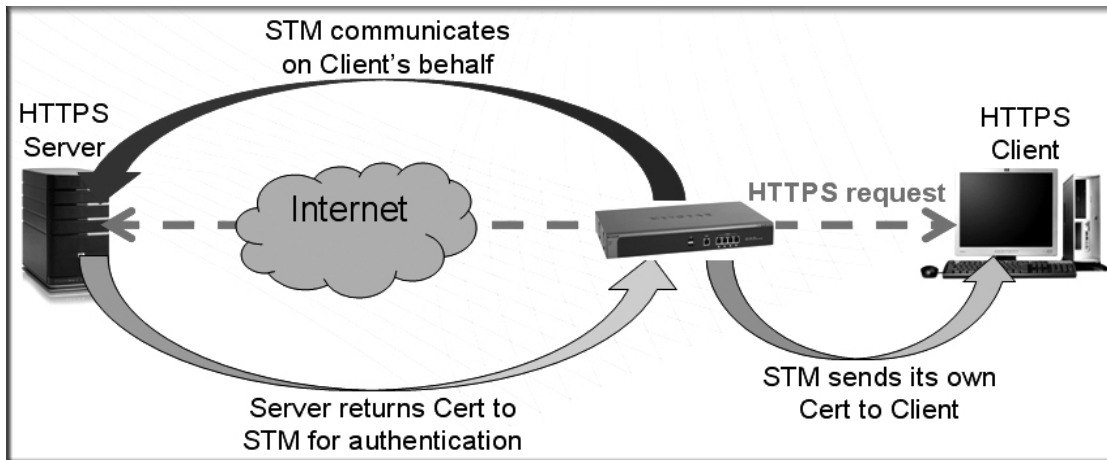 STM communicates
on Client's behalf
HTTPS
Server
HTTPS
Client
Internet
HTTPS request
NETGEAR
STM sends its own
Cert to Client
Server returns Cert to
STM for authentication